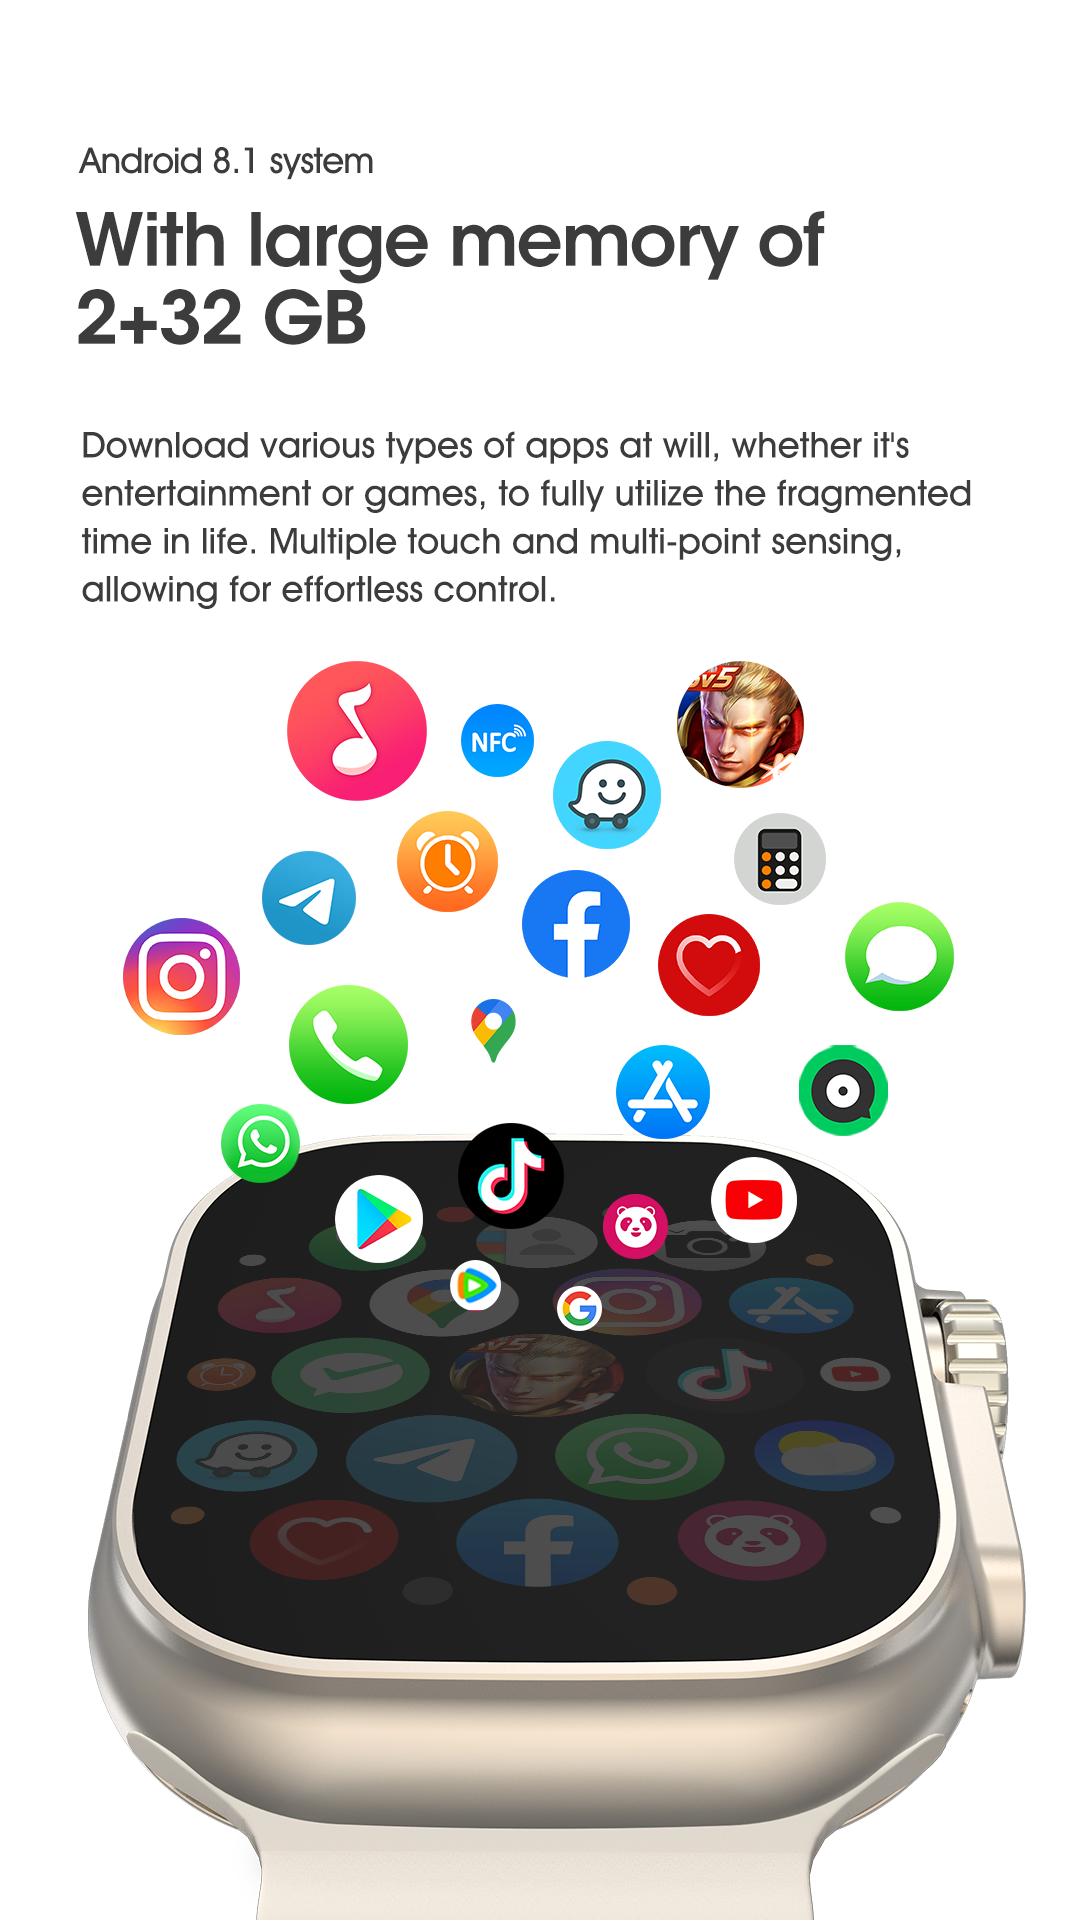 Android 8.1 system
With large memory of
2+32 GB
Download various types of apps at will, whether it's
entertainment or games, to fully utilize the fragmented
time in life. Multiple touch and multi-point sensing,
allowing for effortless control.
NFC
5v5
5v5